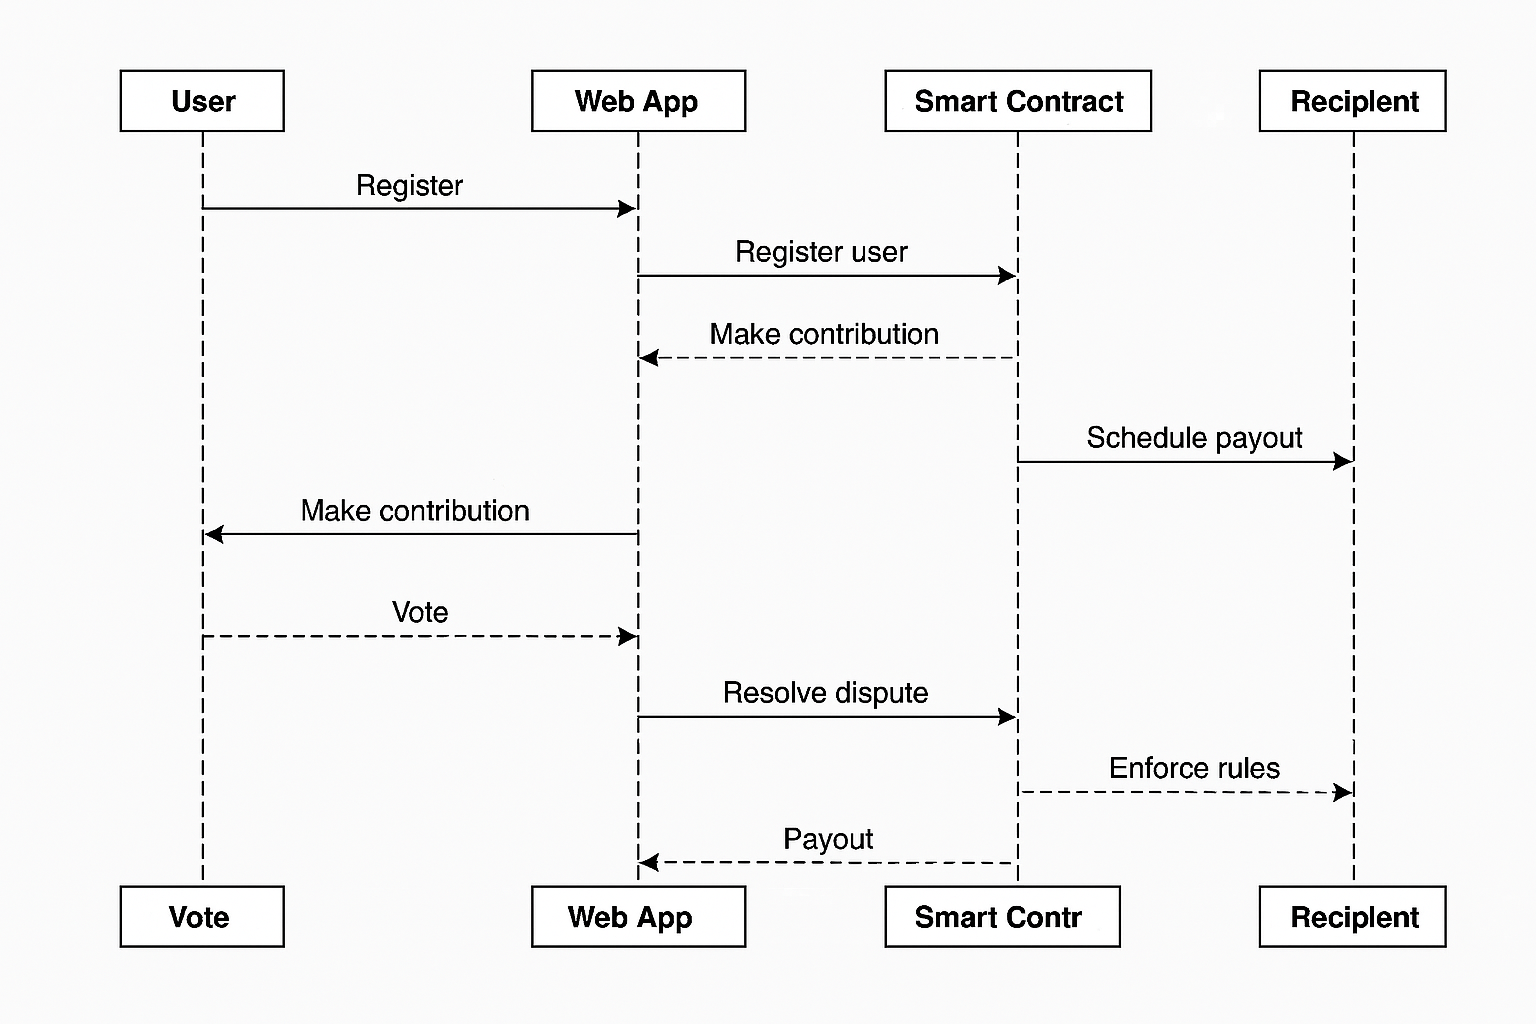 User
Web App
Smart Contract
Reciplent
Register
Register user
Make contribution
Schedule payout
Make contribution
Vote
Resolve dispute
Enforce rules
Payout
Vote
Web App
Smart Contr
Reciplent